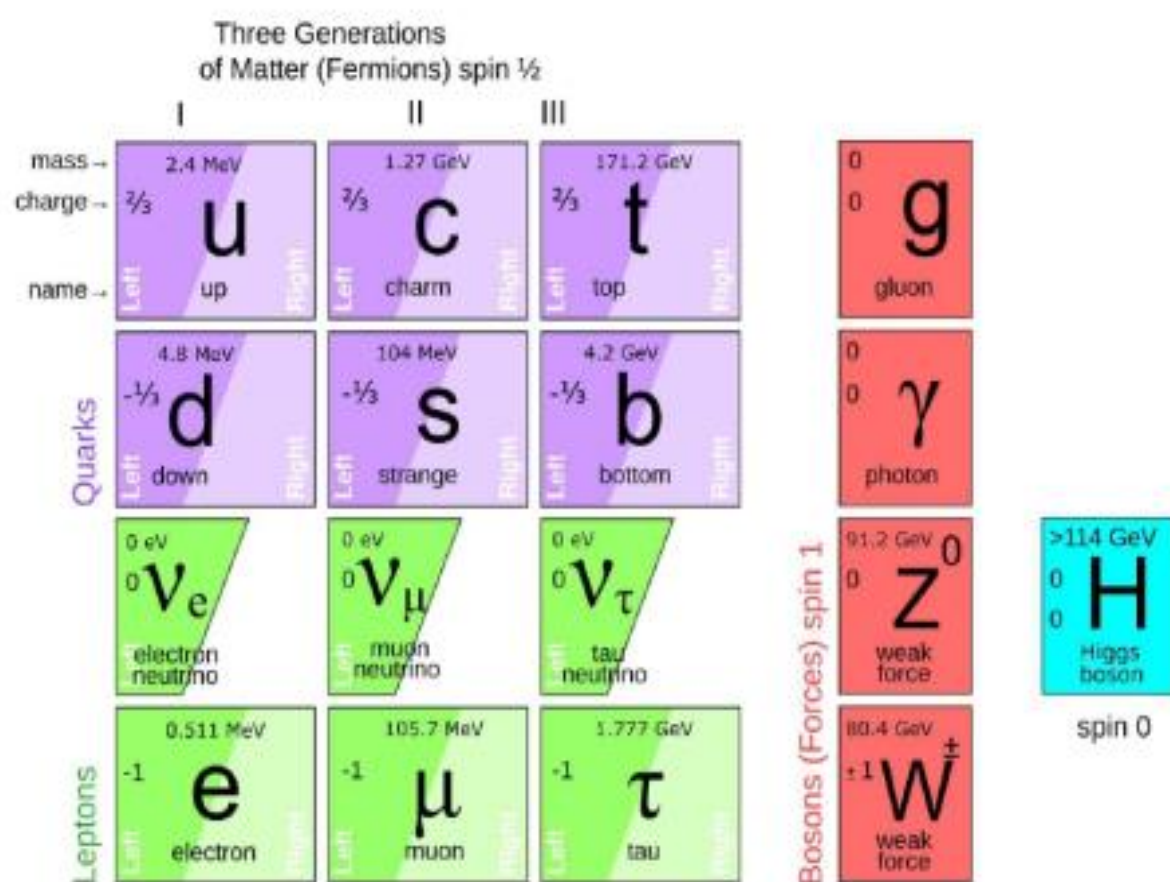 Three Generations
of Matter (Fermions) spin ½
I II III
mass→
charge→
name→
2.4 MeV
⅔
u
up
Left
Right
1.27 GeV
⅔
c
charm
Left
Right
171.2 GeV
⅔
t
top
Left
Right
0
0
g
gluon
Quarks
4.8 MeV
-⅓
d
down
Left
Right
104 MeV
-⅓
s
strange
Left
Right
4.2 GeV
-⅓
b
bottom
Left
Right
0
0
γ
photon
0 eV
0
νe
electron
neutrino
Left
0 eV
0
νμ
muon
neutrino
Left
0 eV
0
ντ
tau
neutrino
Left
Bosons (Forces) spin 1
91.2 GeV
0
Z0
weak
force
>114 GeV
0
0
H
Higgs
boson
spin 0
Leptons
0.511 MeV
-1
e
electron
Left
Right
105.7 MeV
-1
μ
muon
Left
Right
1.777 GeV
-1
τ
tau
Left
Right
80.4 GeV
±1
W±
weak
force